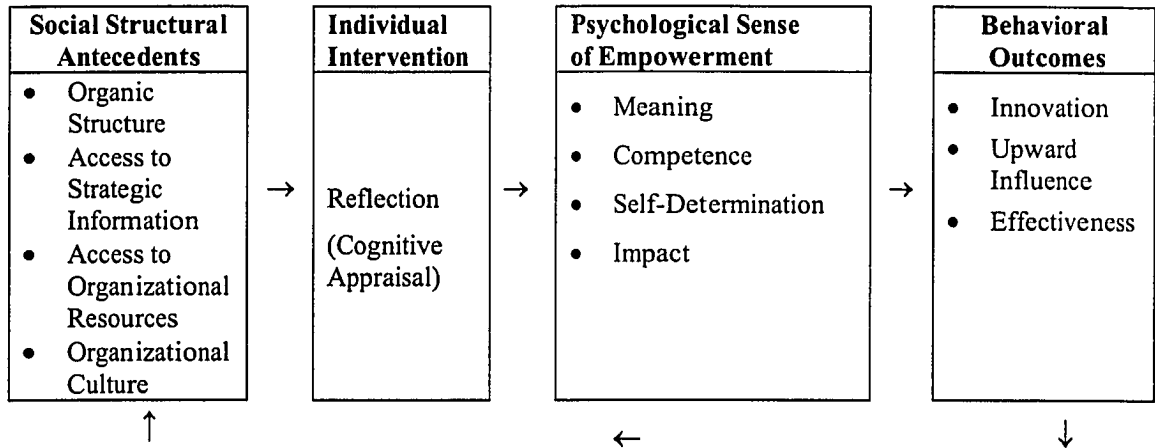 Social Structural
Antecedents
• Organic
Structure
• Access to
Strategic
Information
• Access to
Organizational
Resources
• Organizational
Culture
→
Individual
Intervention
Reflection
(Cognitive
Appraisal)
→
Psychological Sense
of Empowerment
• Meaning
• Competence
• Self-Determination
• Impact
→
Behavioral
Outcomes
• Innovation
• Upward
Influence
• Effectiveness
↑ ← ↓